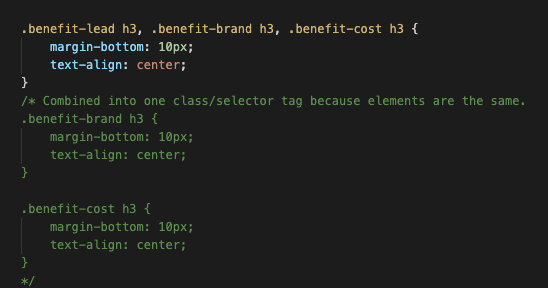 .benefit-lead h3, .benefit-brand h3, .benefit-cost h3 {
    margin-bottom: 10px;
    text-align: center;
}
/* Combined into one class/selector tag because elements are the same.
.benefit-brand h3 {
    margin-bottom: 10px;
    text-align: center;
}

.benefit-cost h3 {
    margin-bottom: 10px;
    text-align: center;
}
*/